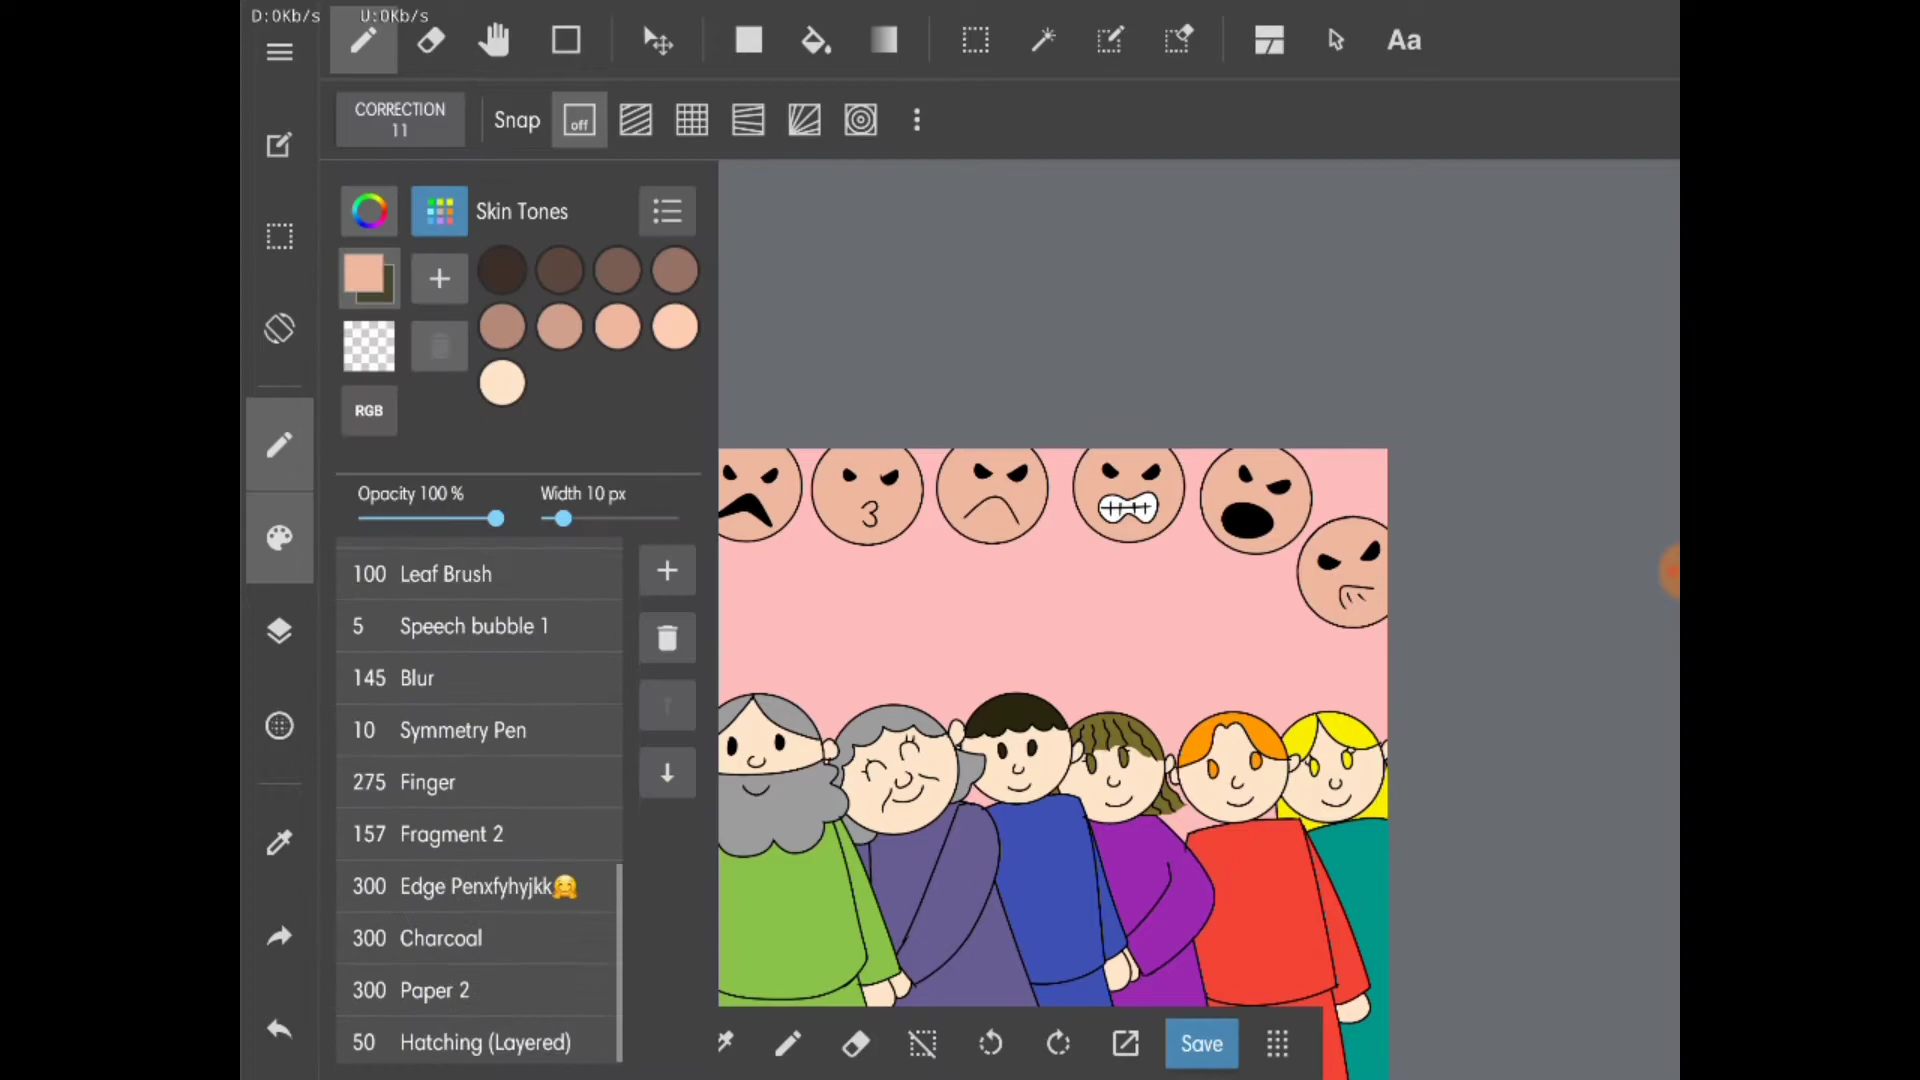 D:0Kb/s U:0Kb/s
Aa
CORRECTION
11
Snap
off
Skin Tones
RGB
Opacity 100 %
Width 10 px
100 Leaf Brush
5 Speech bubble 1
145 Blur
10 Symmetry Pen
275 Finger
157 Fragment 2
300 Edge Penxfyhyjkk🤗
300 Charcoal
300 Paper 2
50 Hatching (Layered)
Save